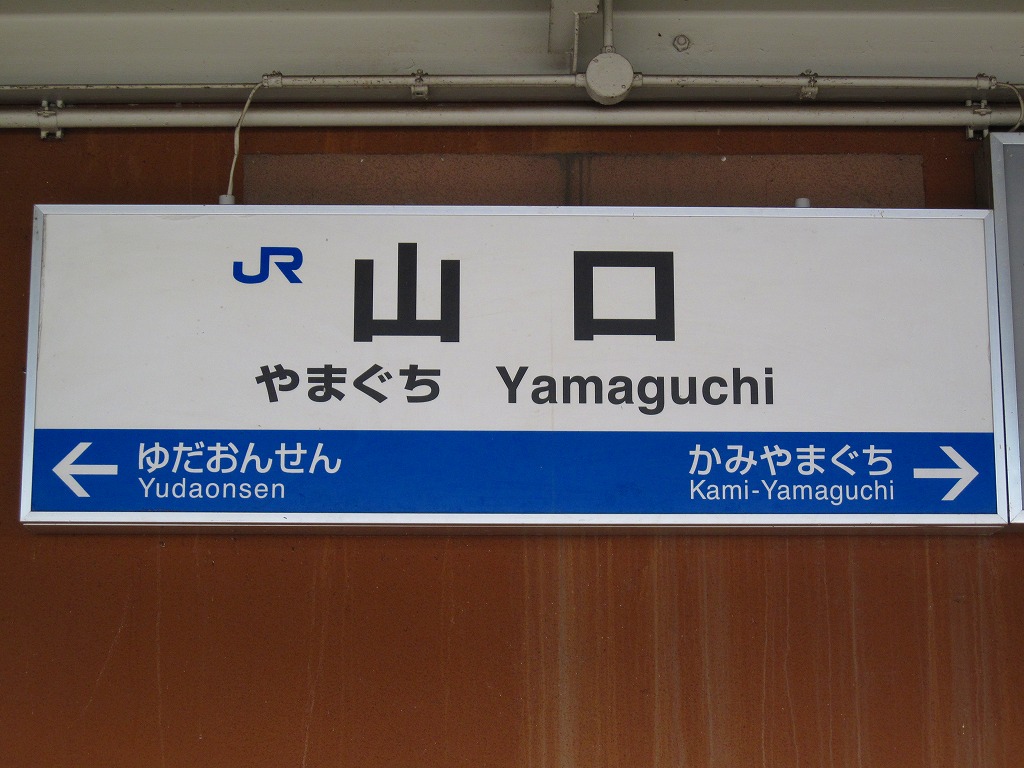 JR 山口
やまぐち Yamaguchi
ゆだおんせん
Yudaonsen
かみやまぐち
Kami-Yamaguchi